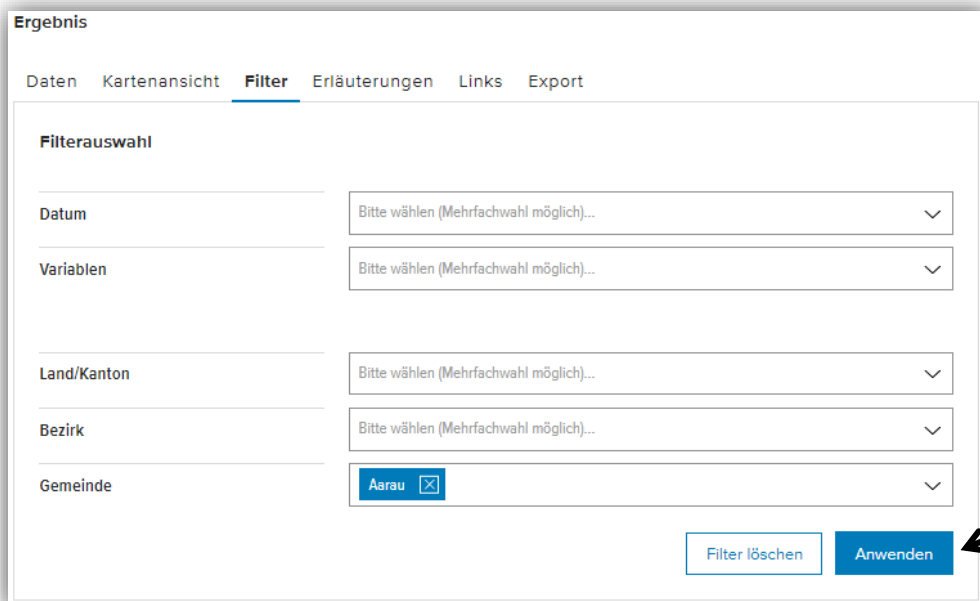 Ergebnis
Daten Kartenansicht Filter Erläuterungen Links Export
Filterauswahl
Datum Bitte wählen (Mehrfachwahl möglich)...
Variablen Bitte wählen (Mehrfachwahl möglich)...
Land/Kanton Bitte wählen (Mehrfachwahl möglich)...
Bezirk Bitte wählen (Mehrfachwahl möglich)...
Gemeinde Aarau
Filter löschen Anwenden